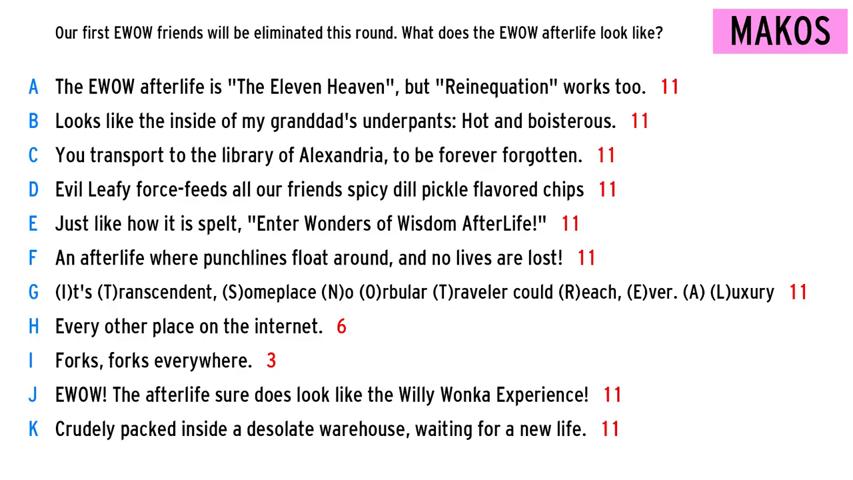 Our first EWOW friends will be eliminated this round. What does the EWOW afterlife look like?
MAKOS
A The EWOW afterlife is "The Eleven Heaven", but "Reinequation" works too. 11
B Looks like the inside of my granddad's underpants: Hot and boisterous. 11
C You transport to the library of Alexandria, to be forever forgotten. 11
D Evil Leafy force-feeds all our friends spicy dill pickle flavored chips 11
E Just like how it is spelt, "Enter Wonders of Wisdom AfterLife!" 11
F An afterlife where punchlines float around, and no lives are lost! 11
G (I)t's (T)ranscendent, (S)omeplace (N)o (O)rbular (T)raveler could (R)each, (E)ver. (A) (L)uxury 11
H Every other place on the internet. 6
I Forks, forks everywhere. 3
J EWOW! The afterlife sure does look like the Willy Wonka Experience! 11
K Crudely packed inside a desolate warehouse, waiting for a new life. 11